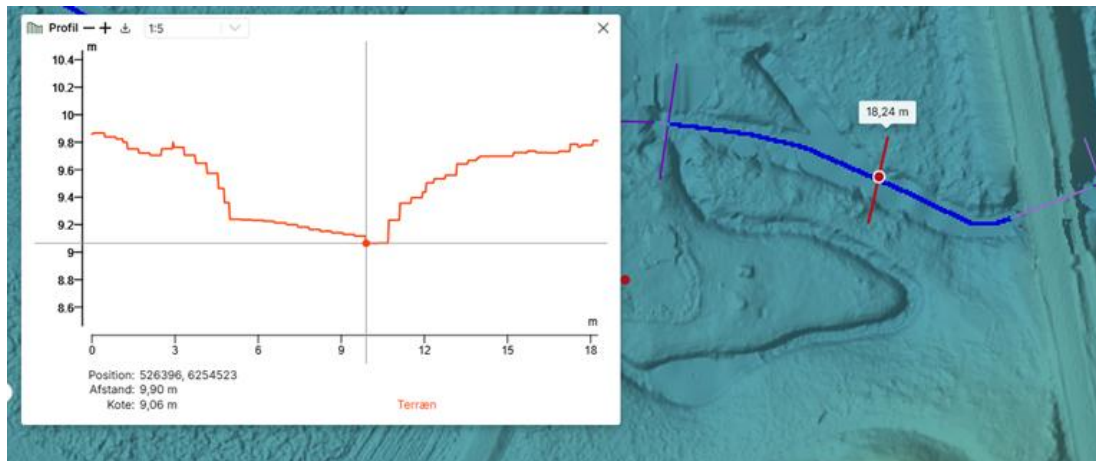 Profil
1:5
m
10.4
10.2
10
9.8
9.6
9.4
9.2
9
8.8
8.6
m
0 3 6 9 12 15 18
Position: 526396, 6254523
Afstand: 9,90 m
Kote: 9,06 m
Terræn
18,24 m